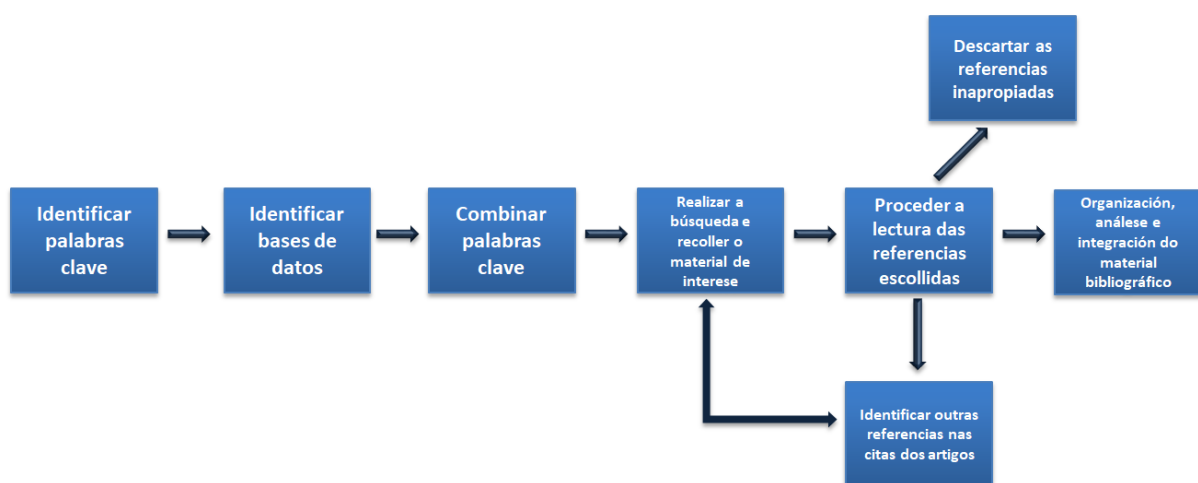 Descartar as
referencias
inapropiadas
Identificar
palabras
clave
Identificar
bases de
datos
Combinar
palabras
clave
Realizar a
búsqueda e
recoller o
material de
interese
Proceder a
lectura das
referencias
escollidas
Organización,
análese e
integración do
material
bibliográfico
Identificar outras
referencias nas
citas dos artigos